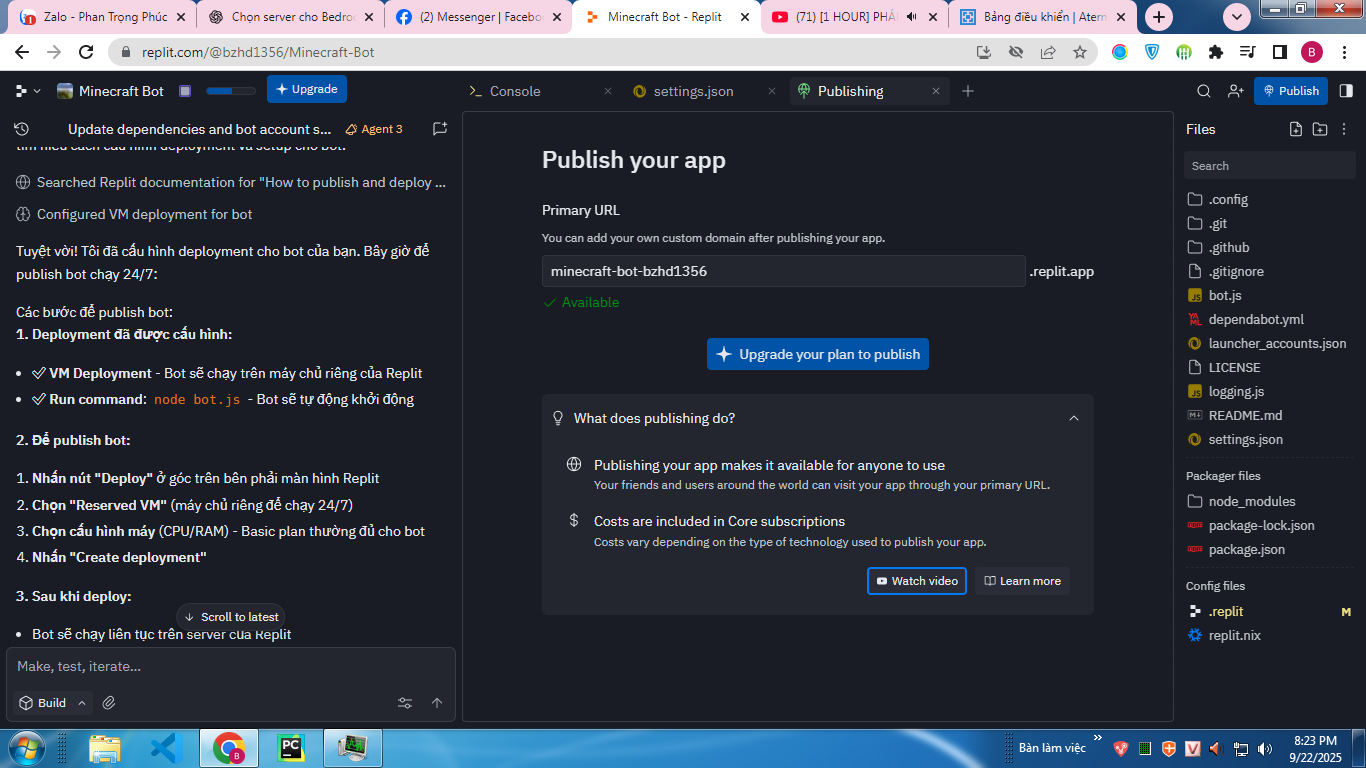 Zalo - Phan Trọng Phúc
Chọn server cho Bedro
(2) Messenger | Facebo
Minecraft Bot - Replit
(71) [1 HOUR] PHÁ
Bảng điều khiển | Atern
replit.com/@bzhd1356/Minecraft-Bot
B
Minecraft Bot
Upgrade
Console
settings.json
Publishing
Publish
Update dependencies and bot account s...
Agent 3
Searched Replit documentation for "How to publish and deploy ...
Configured VM deployment for bot
Tuyệt vời! Tôi đã cấu hình deployment cho bot của bạn. Bây giờ để
publish bot chạy 24/7:
Các bước để publish bot:
1. Deployment đã được cấu hình:
• ✅ VM Deployment - Bot sẽ chạy trên máy chủ riêng của Replit
• ✅ Run command: node bot.js - Bot sẽ tự động khởi động
2. Để publish bot:
1. Nhấn nút "Deploy" ở góc trên bên phải màn hình Replit
2. Chọn "Reserved VM" (máy chủ riêng để chạy 24/7)
3. Chọn cấu hình máy (CPU/RAM) - Basic plan thường đủ cho bot
4. Nhấn "Create deployment"
3. Sau khi deploy:
Scroll to latest
• Bot sẽ chạy liên tục trên server của Replit
Make, test, iterate...
Build
Publish your app
Primary URL
You can add your own custom domain after publishing your app.
minecraft-bot-bzhd1356
.replit.app
Available
Upgrade your plan to publish
What does publishing do?
Publishing your app makes it available for anyone to use
Your friends and users around the world can visit your app through your primary URL.
$
Costs are included in Core subscriptions
Costs vary depending on the type of technology used to publish your app.
Watch video
Learn more
Files
Search
.config
.git
.github
.gitignore
JS bot.js
dependabot.yml
launcher_accounts.json
LICENSE
JS logging.js
README.md
settings.json
Packager files
node_modules
package-lock.json
package.json
Config files
.replit
M
replit.nix
PC
B
Bàn làm việc
8:23 PM
9/22/2025